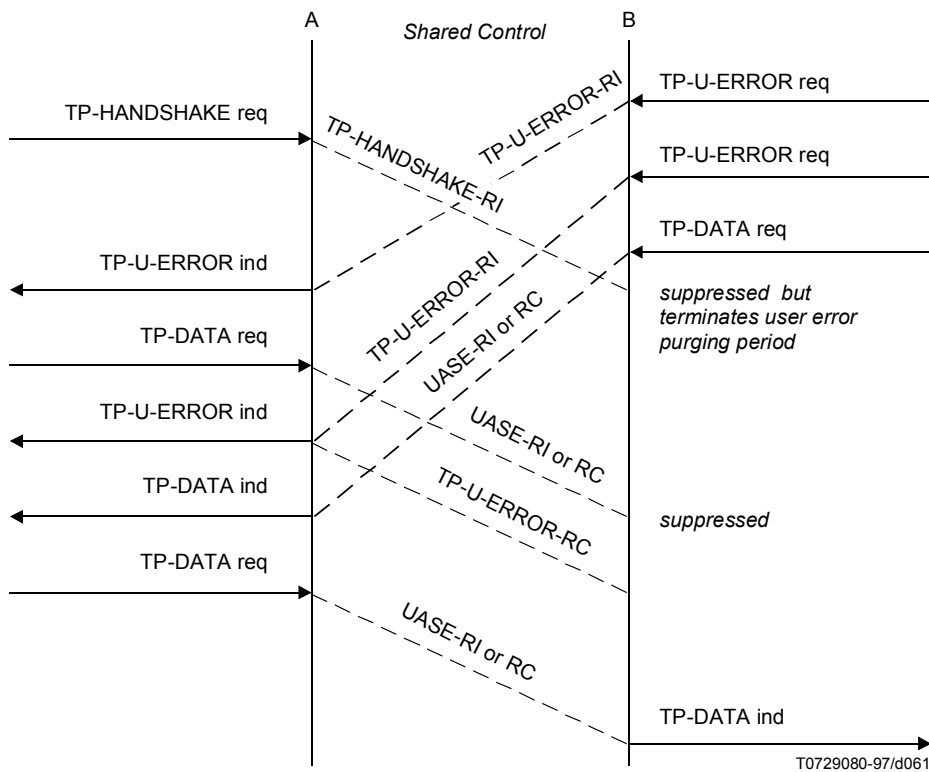 A
B
Shared Control
TP-U-ERROR req
TP-HANDSHAKE req
TP-U-ERROR-RI
TP-HANDSHAKE-RI
TP-U-ERROR req
TP-DATA req
TP-U-ERROR ind
TP-U-ERROR-RI
UASE-RI or RC
suppressed but
terminates user error
purging period
TP-DATA req
TP-U-ERROR ind
UASE-RI or RC
TP-DATA ind
TP-U-ERROR-RC
suppressed
TP-DATA req
UASE-RI or RC
TP-DATA ind
T0729080-97/d061